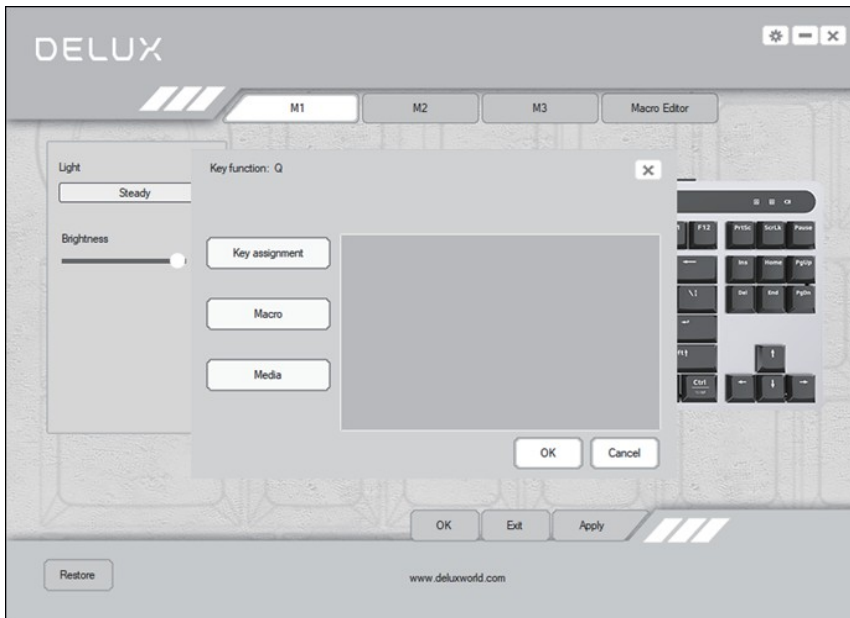 DELUX
M1 M2 M3 Macro Editor
Light
Steady
Brightness
Key function: Q
Key assignment
Macro
Media
OK Cancel
F12 PrtSc ScrLk Pause
Ins Home PgUp
\| Del End PgDn
Ctrl
OK Exit Apply
Restore
www.deluxworld.com